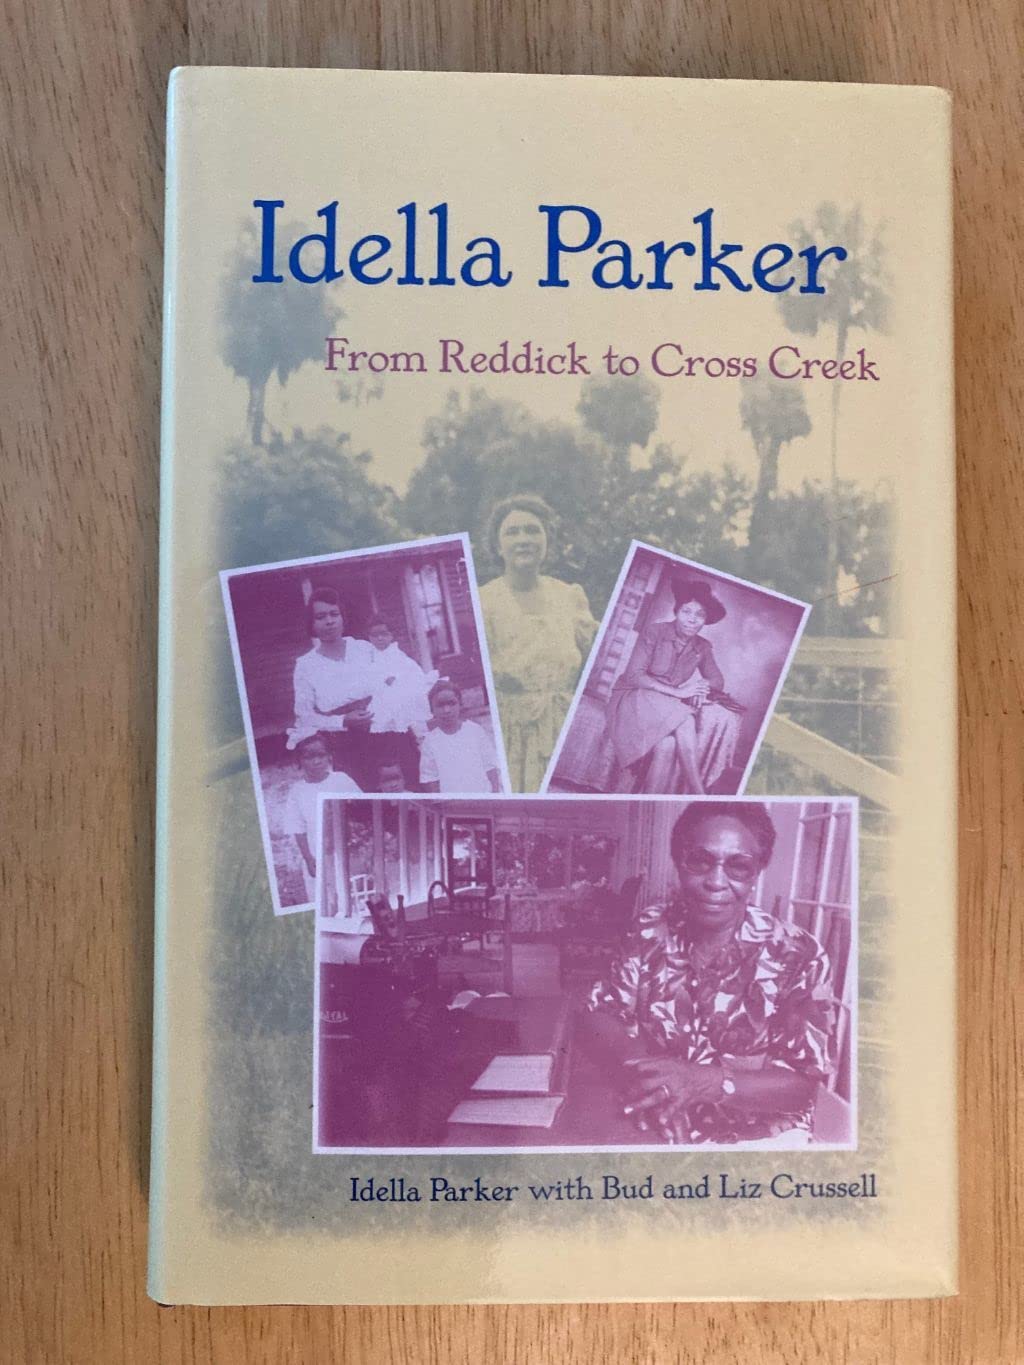 Idella Parker
From Reddick to Cross Creek
Idella Parker with Bud and Liz Crussell